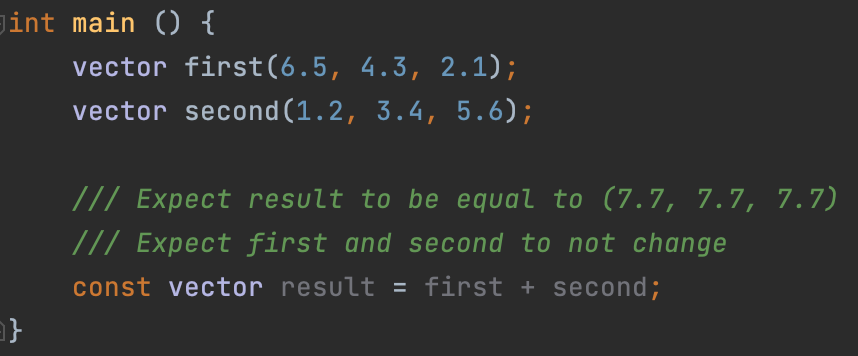 int main () {
    vector first(6.5, 4.3, 2.1);
    vector second(1.2, 3.4, 5.6);

    /// Expect result to be equal to (7.7, 7.7, 7.7)
    /// Expect first and second to not change
    const vector result = first + second;
}